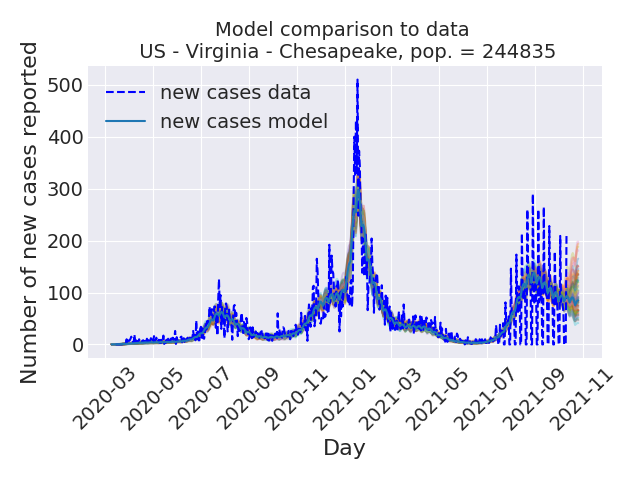 Model comparison to data
US - Virginia - Chesapeake, pop. = 244835
Number of new cases reported
500
400
300
200
100
0
new cases data
new cases model
2020-03
2020-05
2020-07
2020-09
2020-11
2021-01
2021-03
2021-05
2021-07
2021-09
2021-11
Day